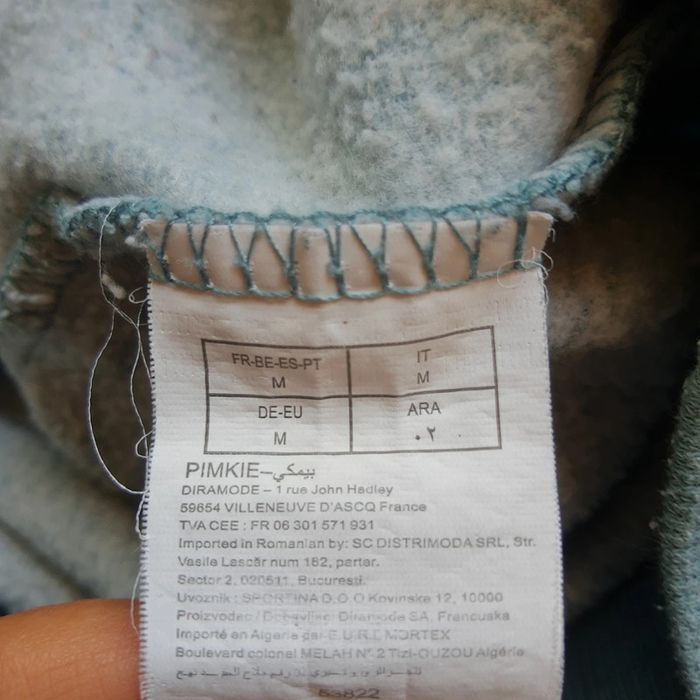 FR-BE-ES-PT IT
M M
DE-EU ARA
M ٠٢
PIMKIE-بيمكي
DIRAMODE – 1 rue John Hadley
59654 VILLENEUVE D'ASCQ France
TVA CEE : FR 06 301 571 931
Imported in Romanian by: SC DISTRIMODA SRL, Str.
Vasile Lascăr num 182, parter.
Sector 2, 020511, Bucuresti.
Uvoznik : SPORTINA D.O.O Kovinska 12, 10000
Proizvodac / Diramode SA, Francuska
Importé en Algérie par E.U.R.L MORTEX
Boulevard colonel MELAH N° 2 Tizi-OUZOU Algérie